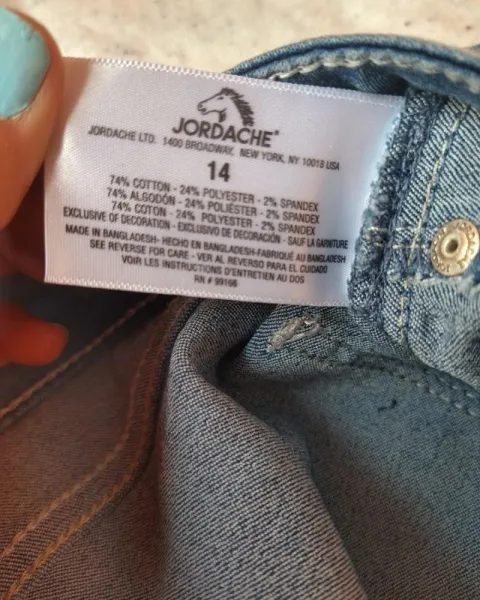 JORDACHE
JORDACHE LTD. 1400 BROADWAY. NEW YORK, NY 10018 USA
14
74% COTTON - 24% POLYESTER - 2% SPANDEX
74% ALGODÓN - 24% POLIÉSTER - 2% SPANDEX
74% COTON - 24% POLYESTER - 2% SPANDEX
EXCLUSIVE OF DECORATION - EXCLUSIVO DE DECORACIÓN - SAUF LA GARNITURE
MADE IN BANGLADESH- HECHO EN BANGLADESH-FABRIQUÉ AU BANGLADESH
SEE REVERSE FOR CARE - VER AL REVERSO PARA EL CUIDADO
VOIR LES INSTRUCTIONS D'ENTRETIEN AU DOS
RN # 99166